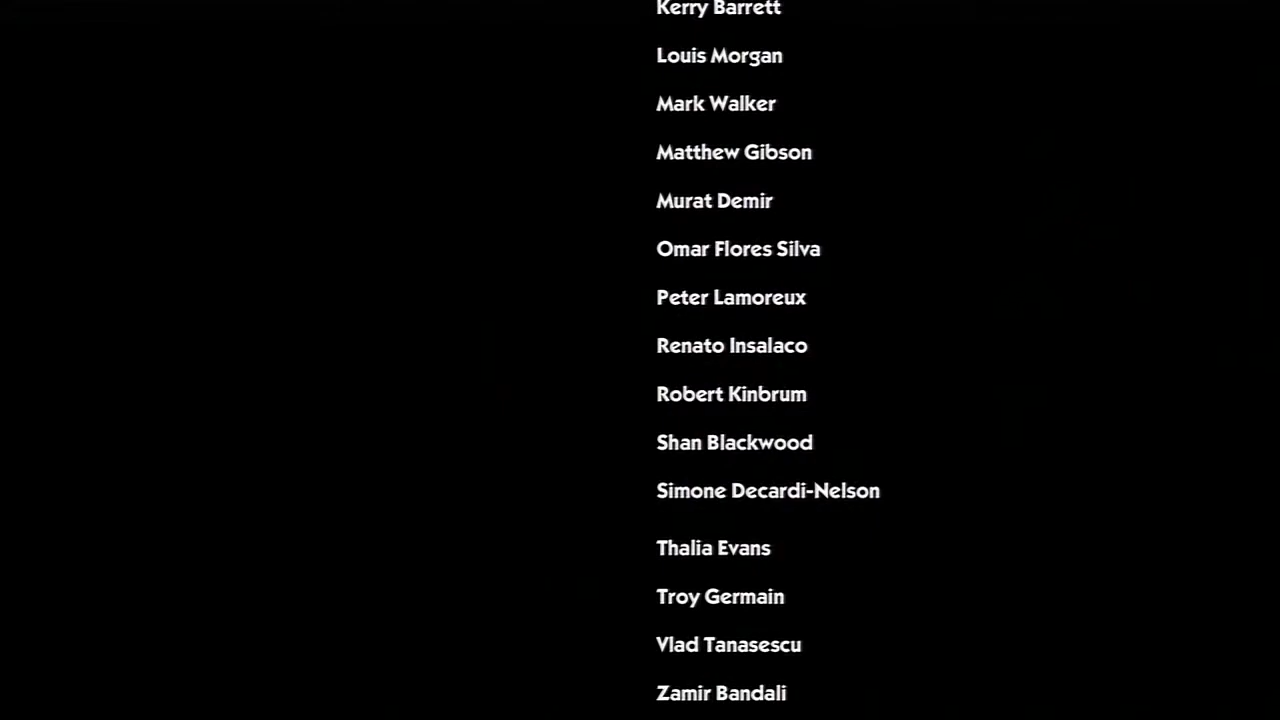 Kerry Barrett
Louis Morgan
Mark Walker
Matthew Gibson
Murat Demir
Omar Flores Silva
Peter Lamoreux
Renato Insalaco
Robert Kinbrum
Shan Blackwood
Simone Decardi-Nelson
Thalia Evans
Troy Germain
Vlad Tanasescu
Zamir Bandali